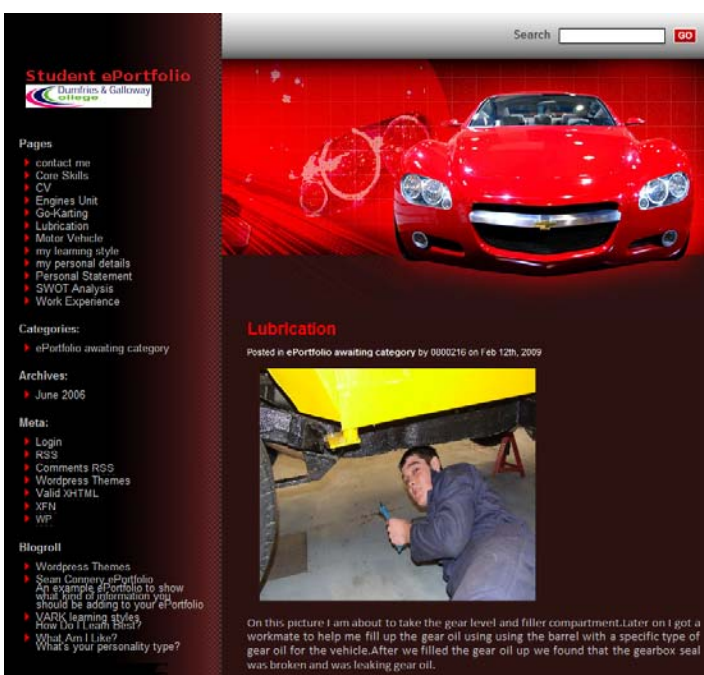 Search
GO
Student ePortfolio
Dumfries & Galloway
College
Pages
contact me
Core Skills
CV
Engines Unit
Go-Karting
Lubrication
Motor Vehicle
my learning style
my personal details
Personal Statement
SWOT Analysis
Work Experience
Categories:
ePortfolio awaiting category
Archives:
June 2006
Meta:
Login
RSS
Comments RSS
Wordpress Themes
Valid XHTML
XFN
WP
Blogroll
Wordpress Themes
Sean Connery ePortfolio
An example ePortfolio to show
what kind of information you
should be adding to your ePortfolio
VARK learning styles
How Do I Learn Best?
What Am I Like?
What's your personality type?
Lubrication
Posted in ePortfolio awaiting category by 0000216 on Feb 12th, 2009
On this picture I am about to take the gear level and filler compartment.Later on I got a
workmate to help me fill up the gear oil using using the barrel with a specific type of
gear oil for the vehicle.After we filled the gear oil up we found that the gearbox seal
was broken and was leaking gear oil.